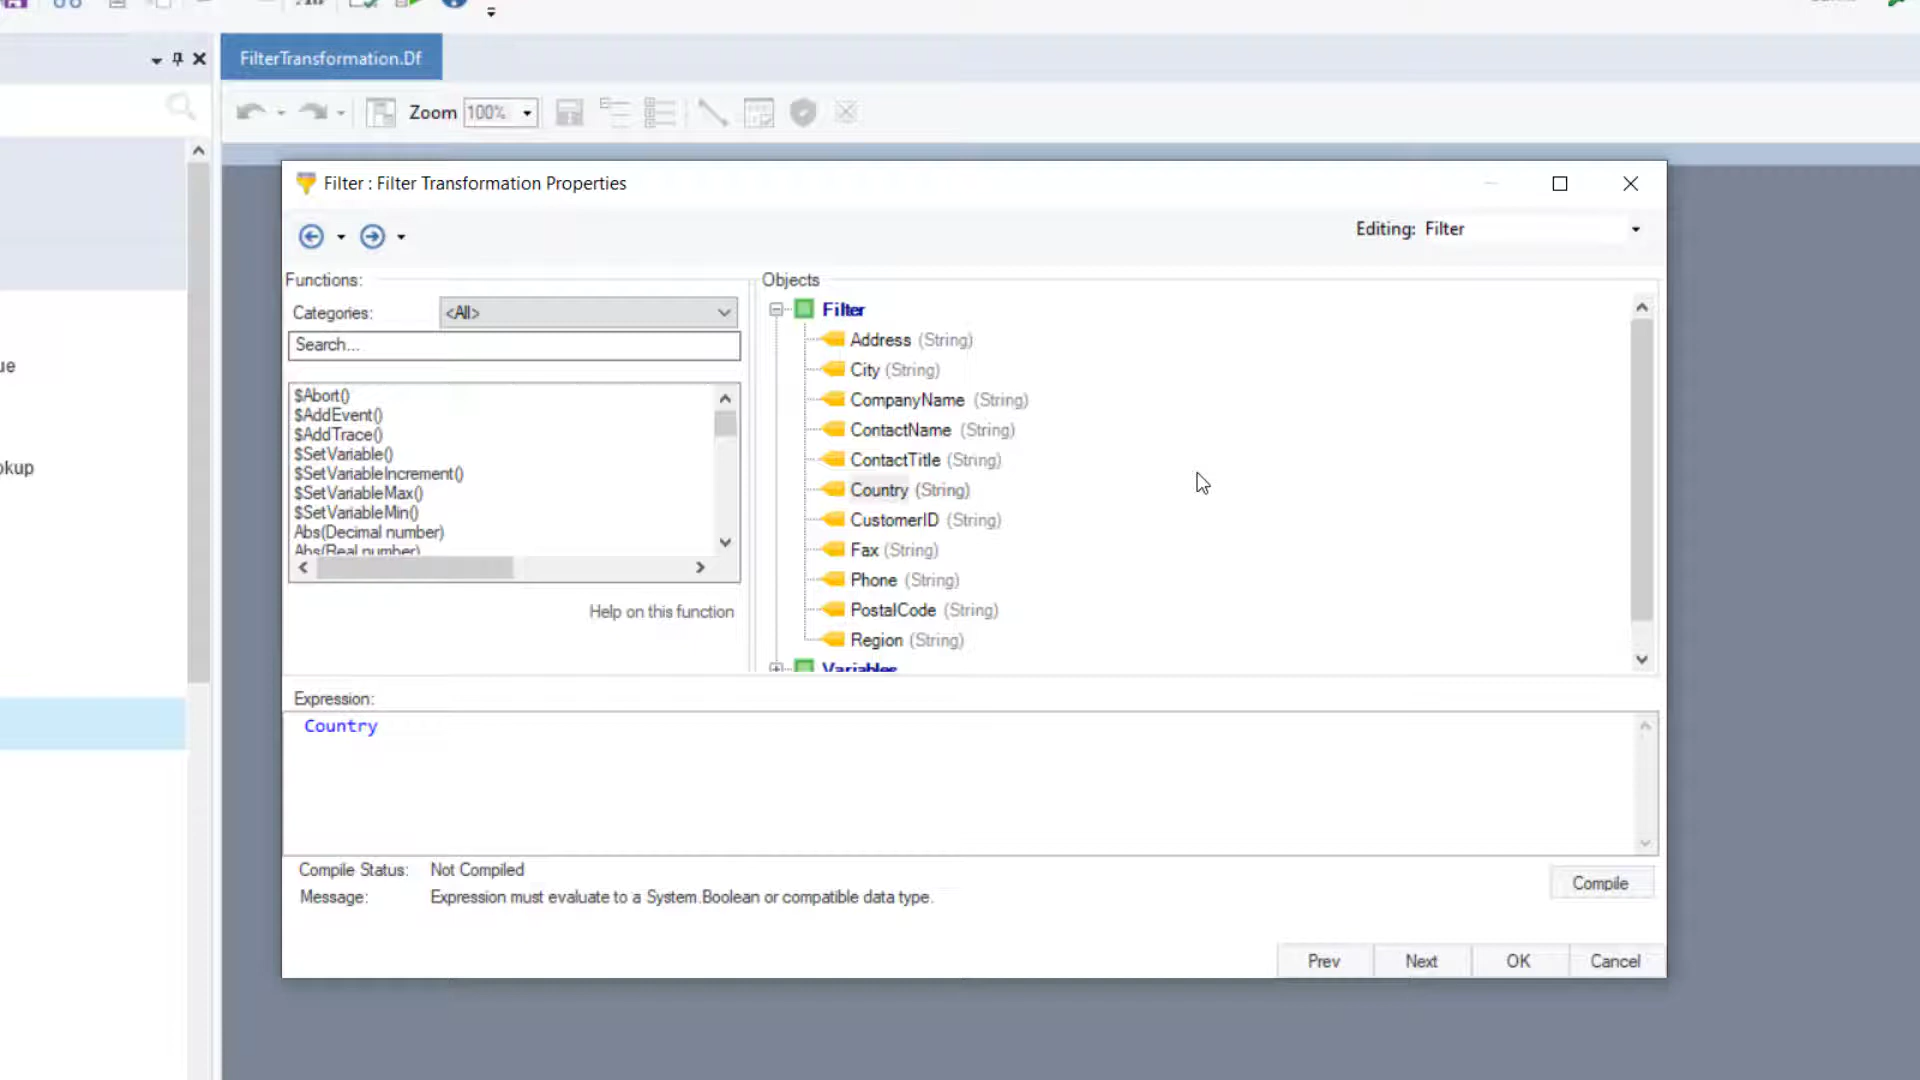 FilterTransformation.Df
Zoom 100%
ue
okup
Filter : Filter Transformation Properties
Editing: Filter
Functions:
Categories: <All>
Search...
$Abort()
$AddEvent()
$AddTrace()
$SetVariable()
$SetVariableIncrement()
$SetVariableMax()
$SetVariableMin()
Abs(Decimal number)
Abs(Real number)
Help on this function
Objects
Filter
Address (String)
City (String)
CompanyName (String)
ContactName (String)
ContactTitle (String)
Country (String)
CustomerID (String)
Fax (String)
Phone (String)
PostalCode (String)
Region (String)
Variables
Expression:
Country
Compile Status: Not Compiled
Message: Expression must evaluate to a System.Boolean or compatible data type.
Compile
Prev Next OK Cancel